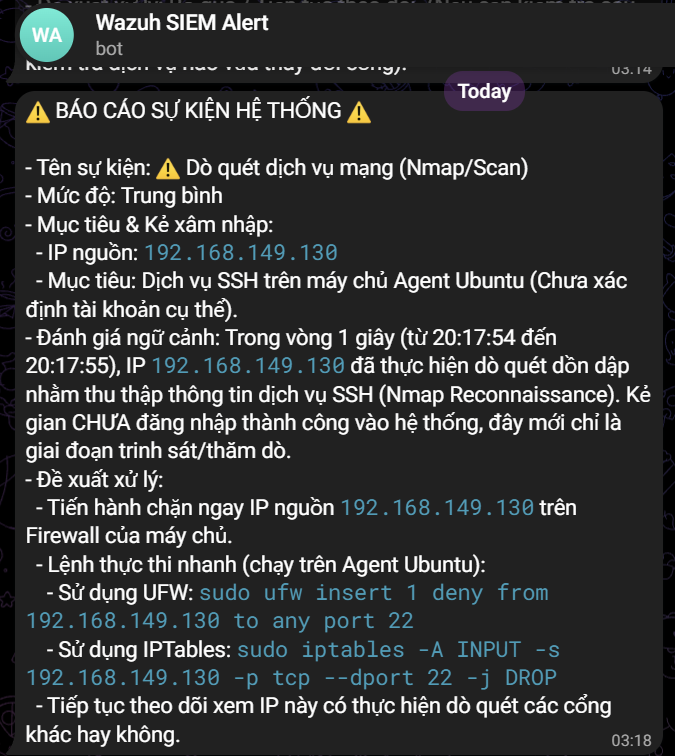 WA
Wazuh SIEM Alert
bot
03:14
Today
⚠️ BÁO CÁO SỰ KIỆN HỆ THỐNG ⚠️
- Tên sự kiện: ⚠️ Dò quét dịch vụ mạng (Nmap/Scan)
- Mức độ: Trung bình
- Mục tiêu & Kẻ xâm nhập:
- IP nguồn: 192.168.149.130
- Mục tiêu: Dịch vụ SSH trên máy chủ Agent Ubuntu (Chưa xác
định tài khoản cụ thể).
- Đánh giá ngữ cảnh: Trong vòng 1 giây (từ 20:17:54 đến
20:17:55), IP 192.168.149.130 đã thực hiện dò quét dồn dập
nhằm thu thập thông tin dịch vụ SSH (Nmap Reconnaissance). Kẻ
gian CHƯA đăng nhập thành công vào hệ thống, đây mới chỉ là
giai đoạn trinh sát/thăm dò.
- Đề xuất xử lý:
- Tiến hành chặn ngay IP nguồn 192.168.149.130 trên
Firewall của máy chủ.
- Lệnh thực thi nhanh (chạy trên Agent Ubuntu):
- Sử dụng UFW: sudo ufw insert 1 deny from
192.168.149.130 to any port 22
- Sử dụng IPTables: sudo iptables -A INPUT -s
192.168.149.130 -p tcp --dport 22 -j DROP
- Tiếp tục theo dõi xem IP này có thực hiện dò quét các cổng
khác hay không.
03:18